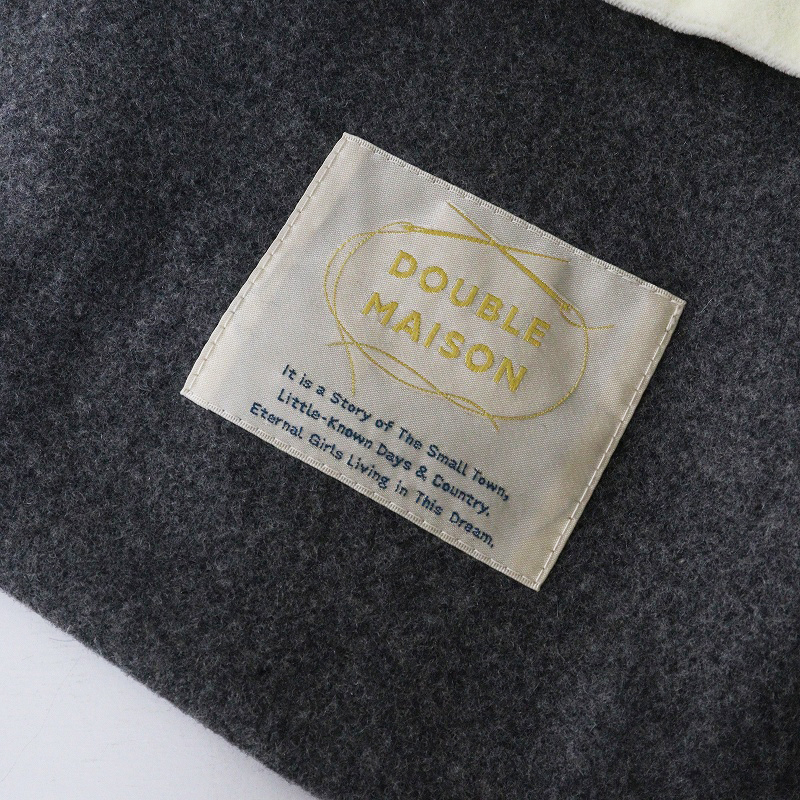 DOUBLE
MAISON
It is a Story of The Small Town,
Little-Known Days & Country.
Eternal Girls Living in This Dream.